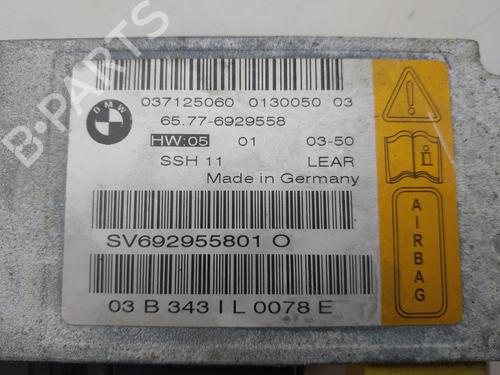 BMW
037125060 0130050 03
65.77-6929558
HW:05 01 03-50
SSH 11 LEAR
Made in Germany
SV692955801 O
03 B 343 I L 0078 E
AIRBAG
B-PARTS